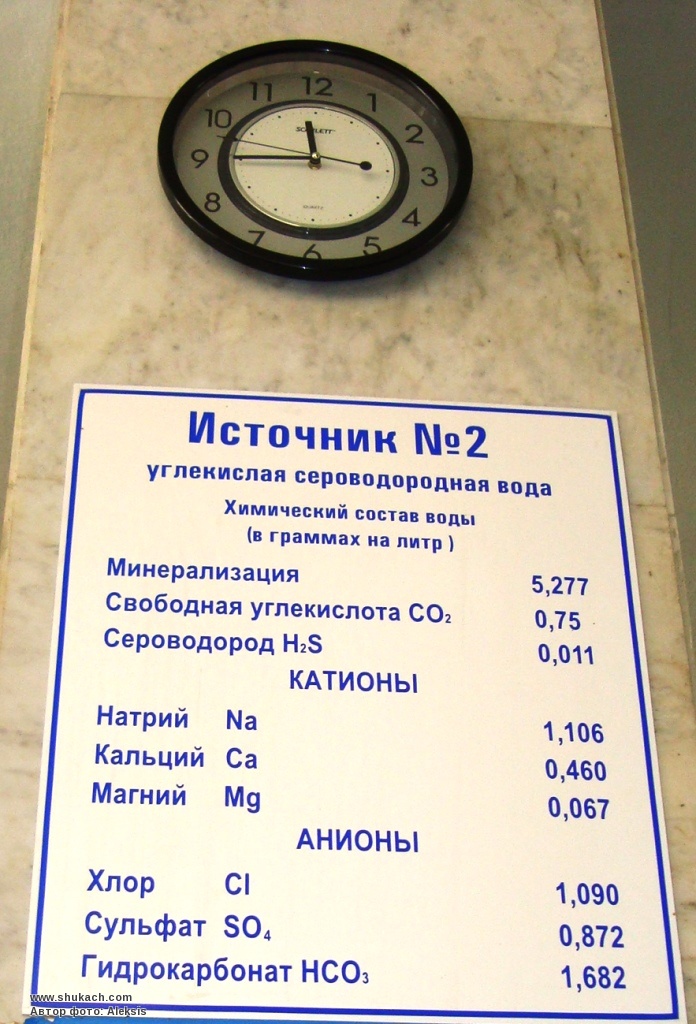 12
11 1
10 2
SCARLETT
9 3
8 4
QUARTZ
7 5
6
Источник №2
углекислая сероводородная вода
Химический состав воды
(в граммах на литр )
Минерализация 5,277
Свободная углекислота CO₂ 0,75
Сероводород H₂S 0,011
КАТИОНЫ
Натрий Na 1,106
Кальций Ca 0,460
Магний Mg 0,067
АНИОНЫ
Хлор Cl 1,090
Сульфат SO₄ 0,872
Гидрокарбонат HCO₃ 1,682
www.shukach.com
Автор фото: Aleksis